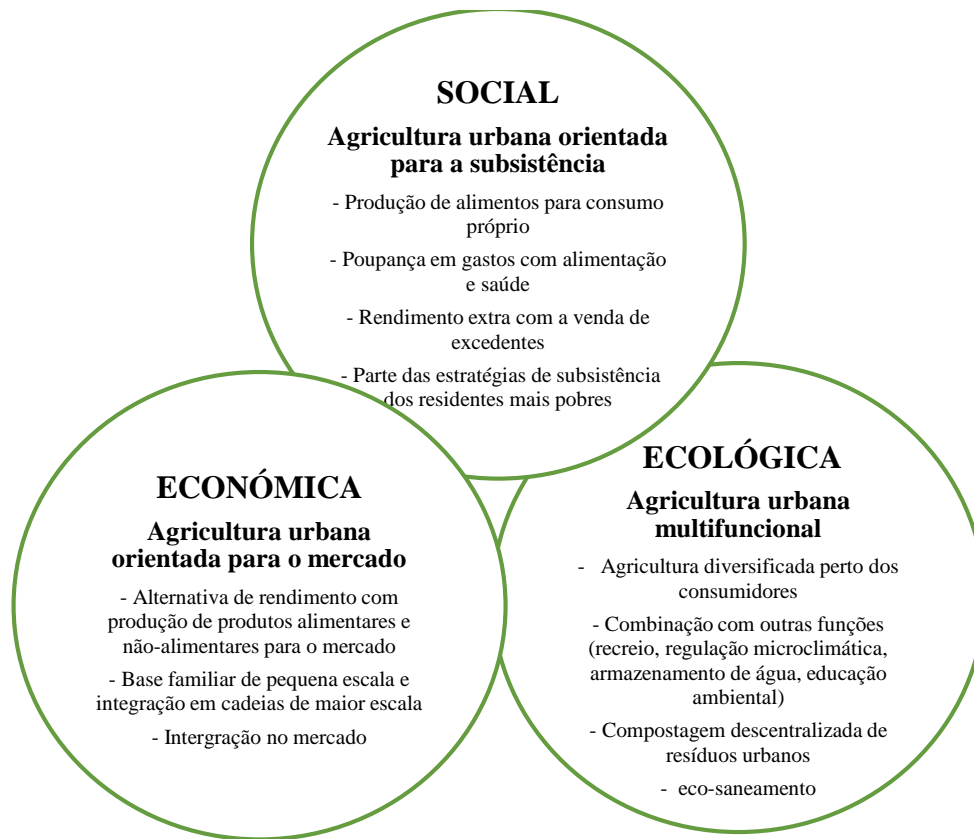 SOCIAL
Agricultura urbana orientada
para a subsistência
- Produção de alimentos para consumo
próprio
- Poupança em gastos com alimentação
e saúde
- Rendimento extra com a venda de
excedentes
- Parte das estratégias de subsistência
dos residentes mais pobres
ECONÓMICA
Agricultura urbana
orientada para o mercado
- Alternativa de rendimento com
produção de produtos alimentares e
não-alimentares para o mercado
- Base familiar de pequena escala e
integração em cadeias de maior escala
- Intergração no mercado
ECOLÓGICA
Agricultura urbana
multifuncional
- Agricultura diversificada perto dos
consumidores
- Combinação com outras funções
(recreio, regulação microclimática,
armazenamento de água, educação
ambiental)
- Compostagem descentralizada de
resíduos urbanos
- eco-saneamento